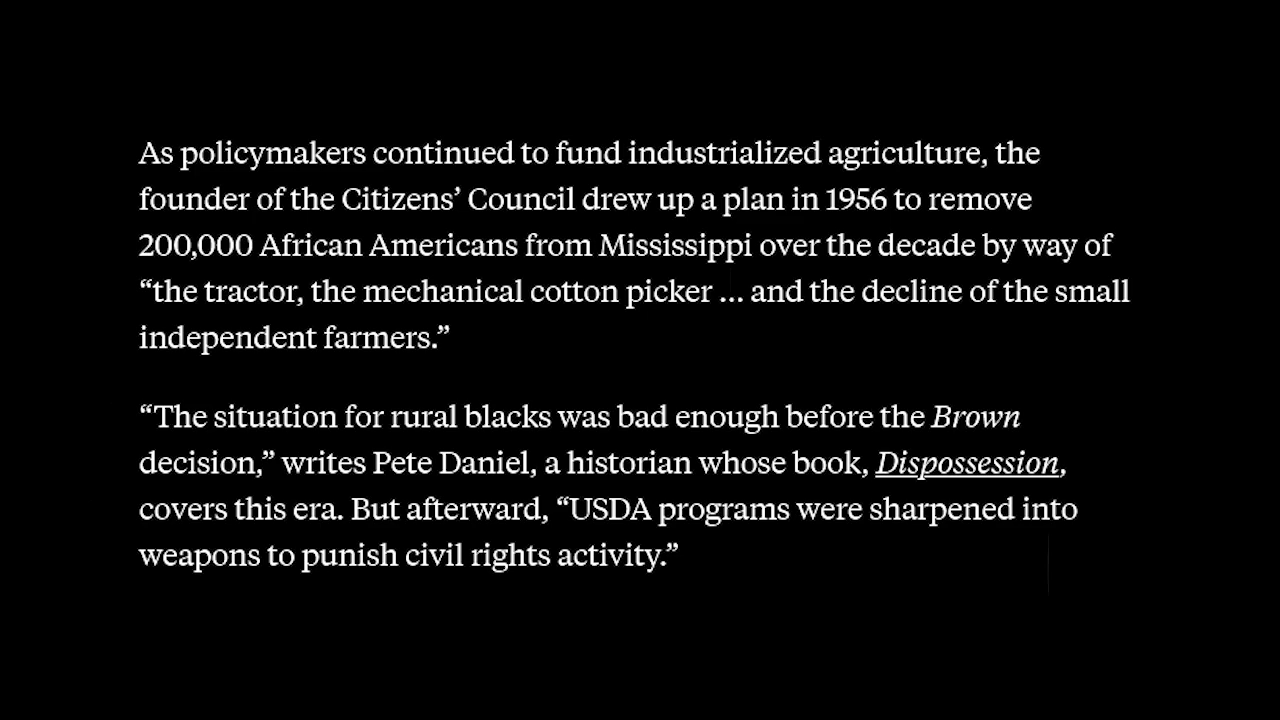 As policymakers continued to fund industrialized agriculture, the
founder of the Citizens’ Council drew up a plan in 1956 to remove
200,000 African Americans from Mississippi over the decade by way of
“the tractor, the mechanical cotton picker … and the decline of the small
independent farmers.”
“The situation for rural blacks was bad enough before the Brown
decision,” writes Pete Daniel, a historian whose book, Dispossession,
covers this era. But afterward, “USDA programs were sharpened into
weapons to punish civil rights activity.”